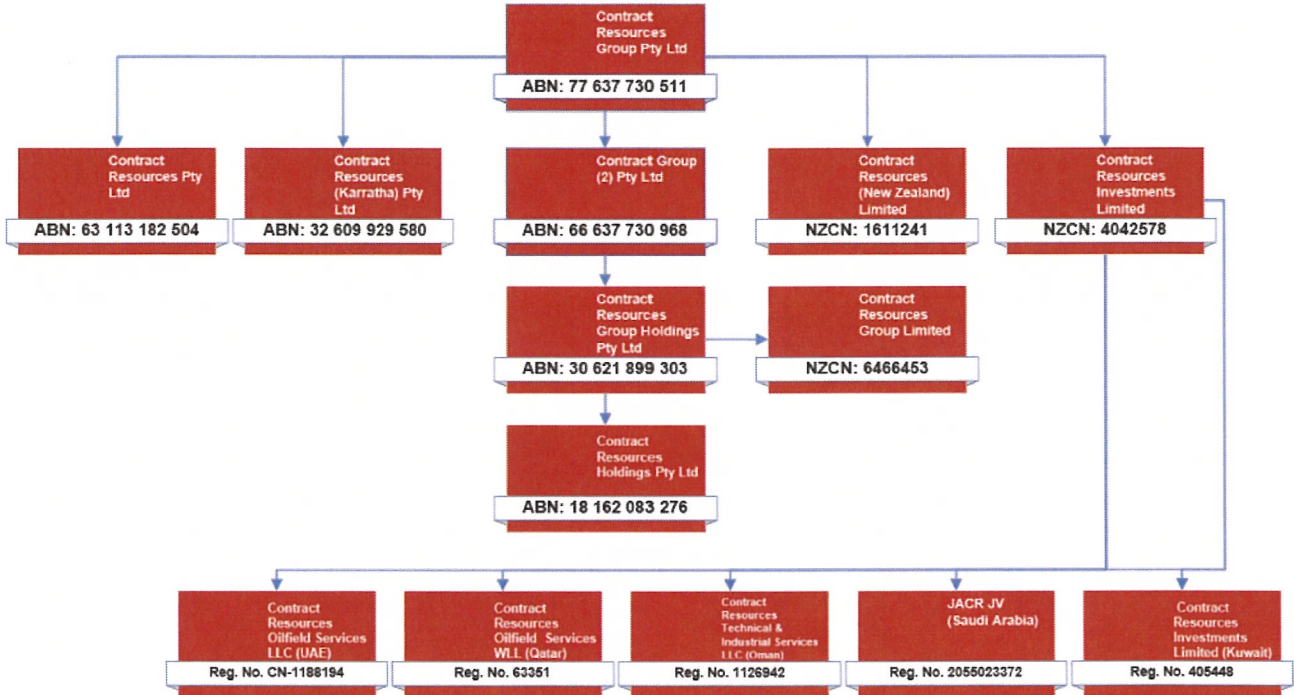 Contract
Resources
Group Pty Ltd
ABN: 77 637 730 511
Contract
Resources Pty
Ltd
ABN: 63 113 182 504
Contract
Resources
(Karratha) Pty
Ltd
ABN: 32 609 929 580
Contract Group
(2) Pty Ltd
ABN: 66 637 730 968
Contract
Resources
(New Zealand)
Limited
NZCN: 1611241
Contract
Resources
Investments
Limited
NZCN: 4042578
Contract
Resources
Group Holdings
Pty Ltd
ABN: 30 621 899 303
Contract
Resources
Group Limited
NZCN: 6466453
Contract
Resources
Holdings Pty Ltd
ABN: 18 162 083 276
Contract
Resources
Oilfield Services
LLC (UAE)
Reg. No. CN-1188194
Contract
Resources
Oilfield Services
WLL (Qatar)
Reg. No. 63351
Contract
Resources
Technical &
Industrial Services
LLC (Oman)
Reg. No. 1126942
JACR JV
(Saudi Arabia)
Reg. No. 2055023372
Contract
Resources
Investments
Limited (Kuwait)
Reg. No. 405448